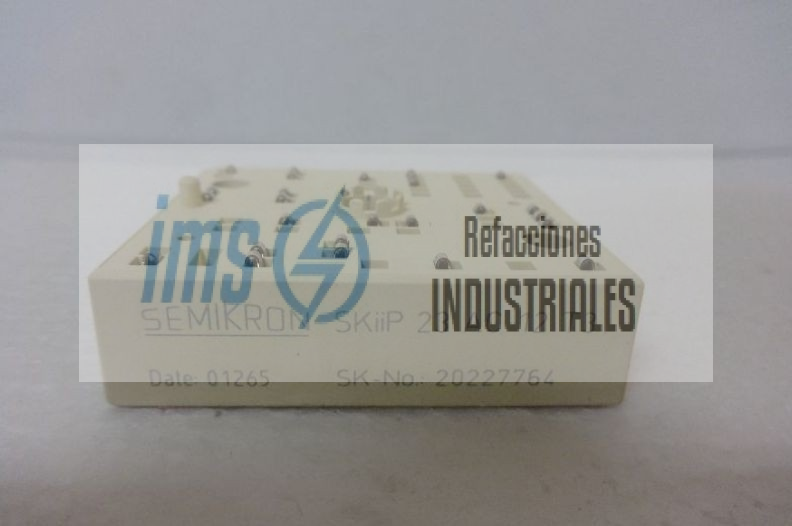 ims
Refacciones
INDUSTRIALES
SEMIKRON SKiiP
Date: 01265 SK-No.: 20227764